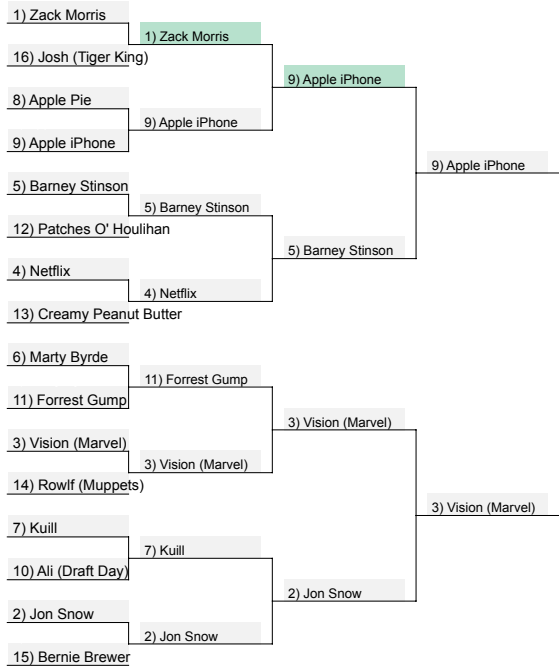 1) Zack Morris
16) Josh (Tiger King)
8) Apple Pie
9) Apple iPhone
5) Barney Stinson
12) Patches O' Houlihan
4) Netflix
13) Creamy Peanut Butter
6) Marty Byrde
11) Forrest Gump
3) Vision (Marvel)
14) Rowlf (Muppets)
7) Kuill
10) Ali (Draft Day)
2) Jon Snow
15) Bernie Brewer
1) Zack Morris
9) Apple iPhone
5) Barney Stinson
4) Netflix
11) Forrest Gump
3) Vision (Marvel)
7) Kuill
2) Jon Snow
9) Apple iPhone
5) Barney Stinson
3) Vision (Marvel)
2) Jon Snow
9) Apple iPhone
3) Vision (Marvel)